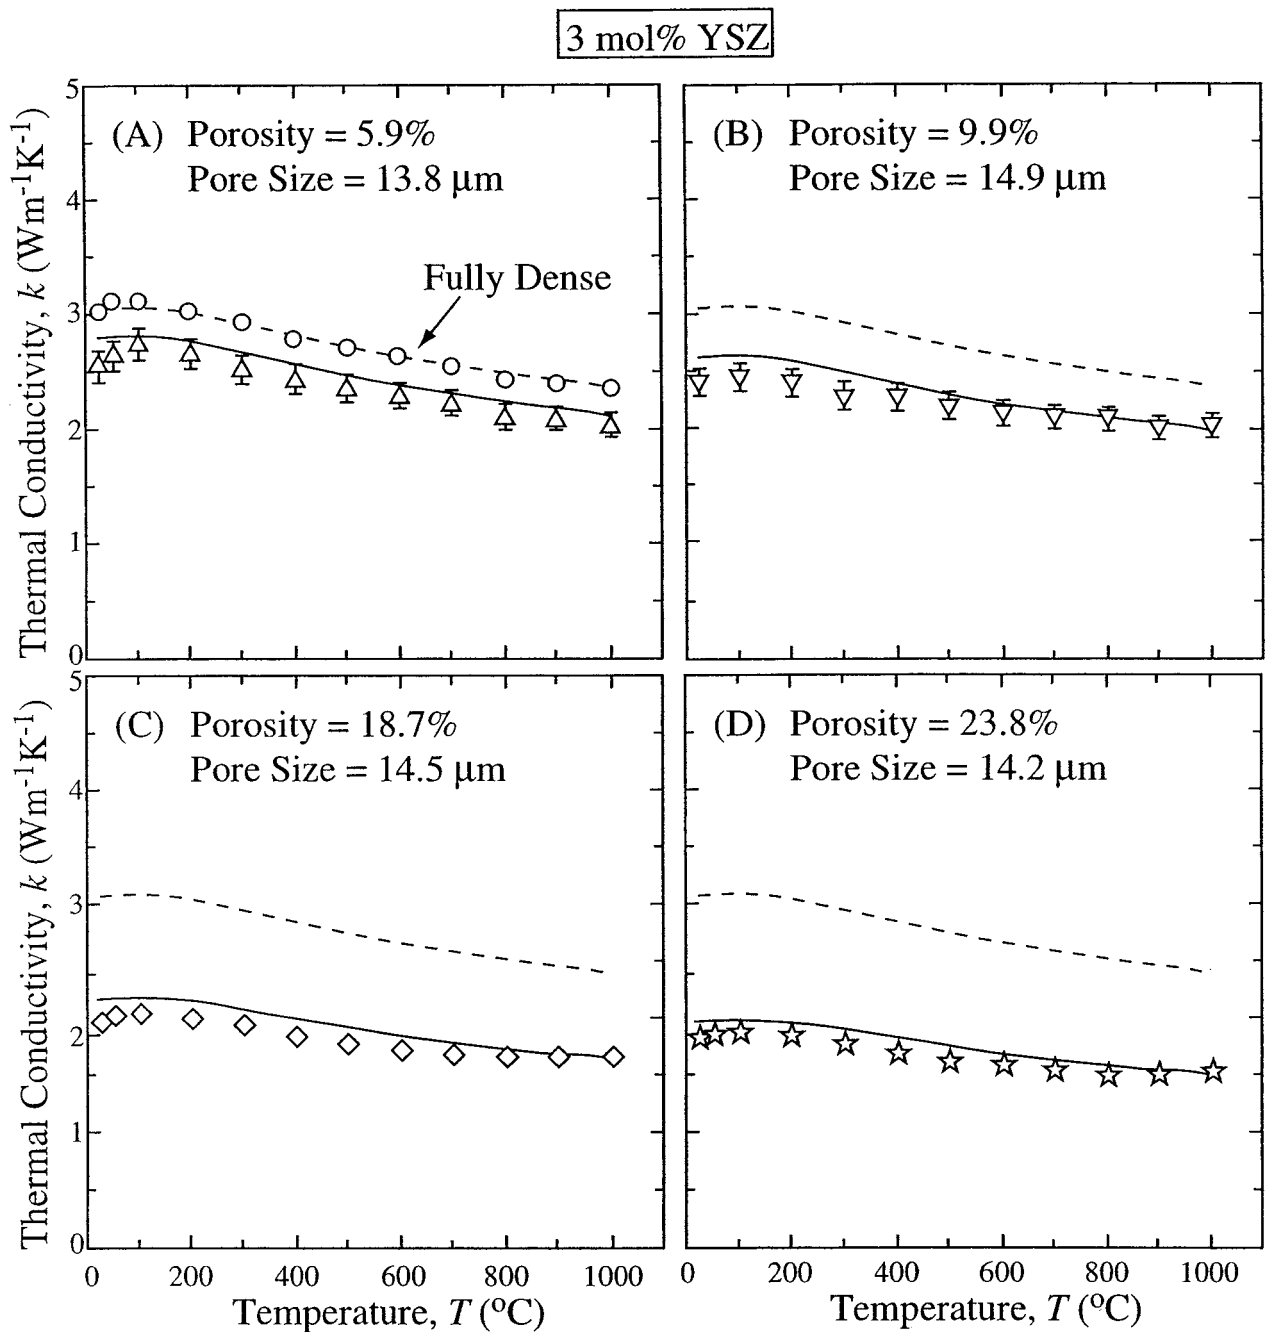 3 mol% YSZ
Thermal Conductivity, k (Wm⁻¹K⁻¹)
5
4
3
2
1
0
(A) Porosity = 5.9%
Pore Size = 13.8 μm
Fully Dense
(B) Porosity = 9.9%
Pore Size = 14.9 μm
Thermal Conductivity, k (Wm⁻¹K⁻¹)
5
4
3
2
1
0
(C) Porosity = 18.7%
Pore Size = 14.5 μm
(D) Porosity = 23.8%
Pore Size = 14.2 μm
0 200 400 600 800 1000
Temperature, T (°C)
0 200 400 600 800 1000
Temperature, T (°C)